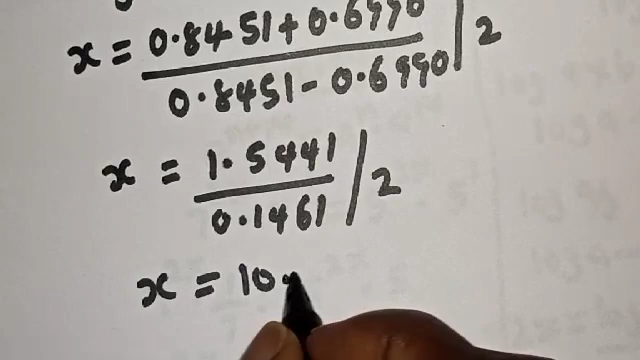 x = 0.8451 + 0.6990 / 0.8451 - 0.6990 / 2
x = 1.5441 / 0.1461 / 2
x = 10.